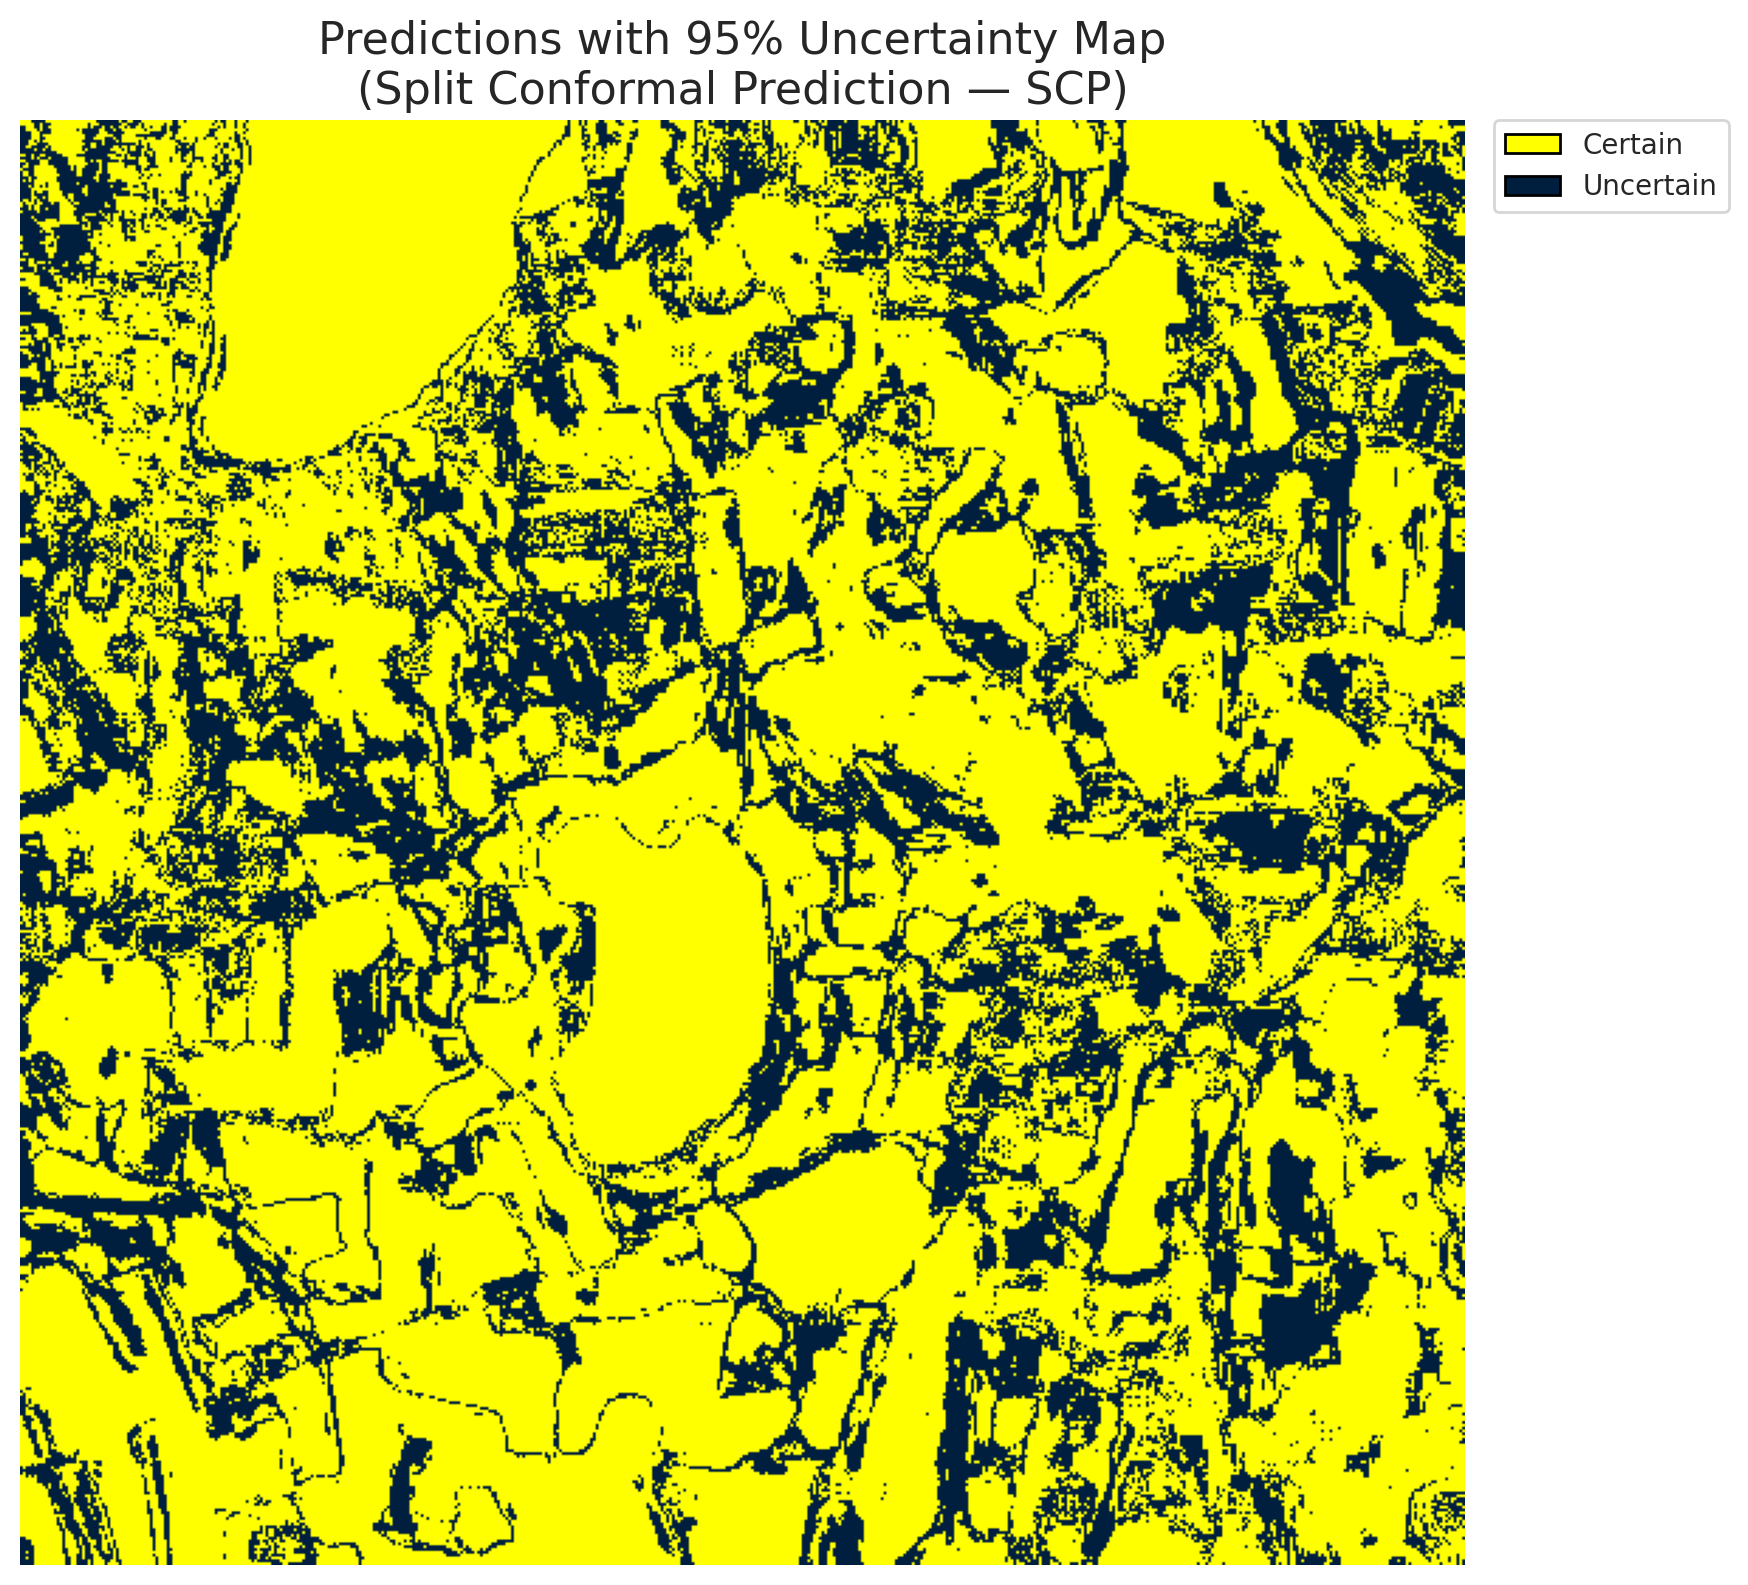 Predictions with 95% Uncertainty Map
(Split Conformal Prediction — SCP)
Certain
Uncertain